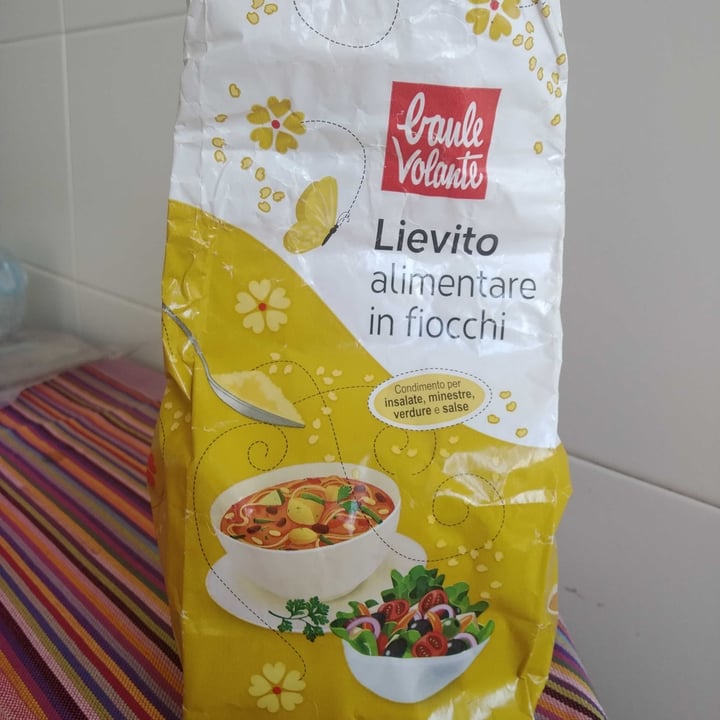 baule
Volante
Lievito
alimentare
in fiocchi
Condimento per
insalate, minestre,
verdure e salse